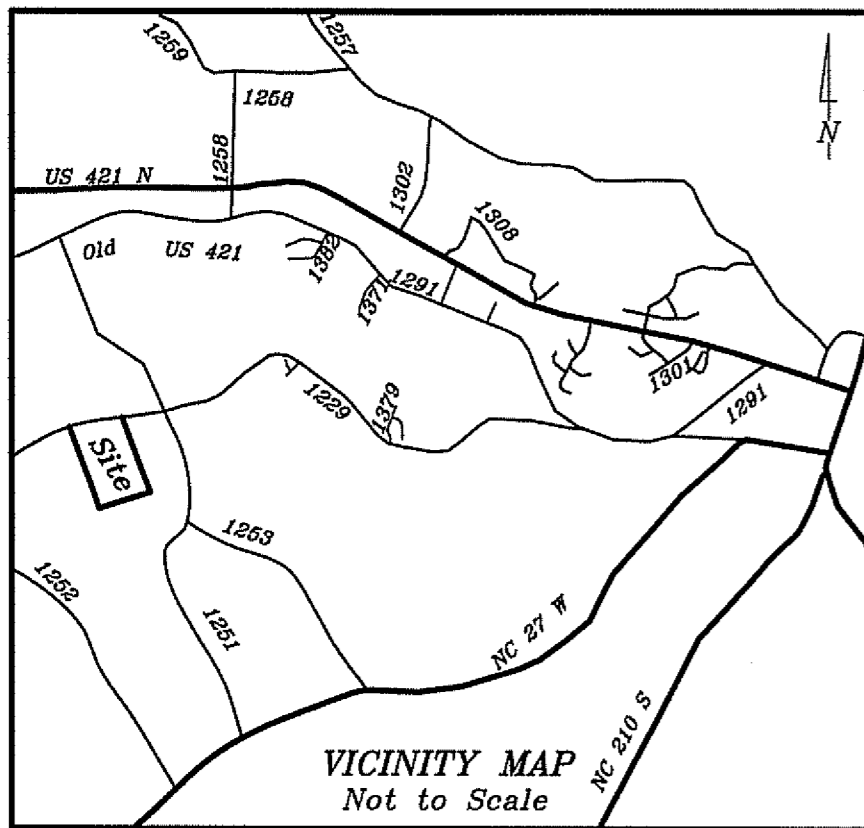 1259
1257
1258
1258
US 421 N
1302
N
1308
Old US 421
1382
1291
1371
1301
1291
1229
1379
Site
1253
1252
1251
NC 27 W
NC 210 S
VICINITY MAP
Not to Scale